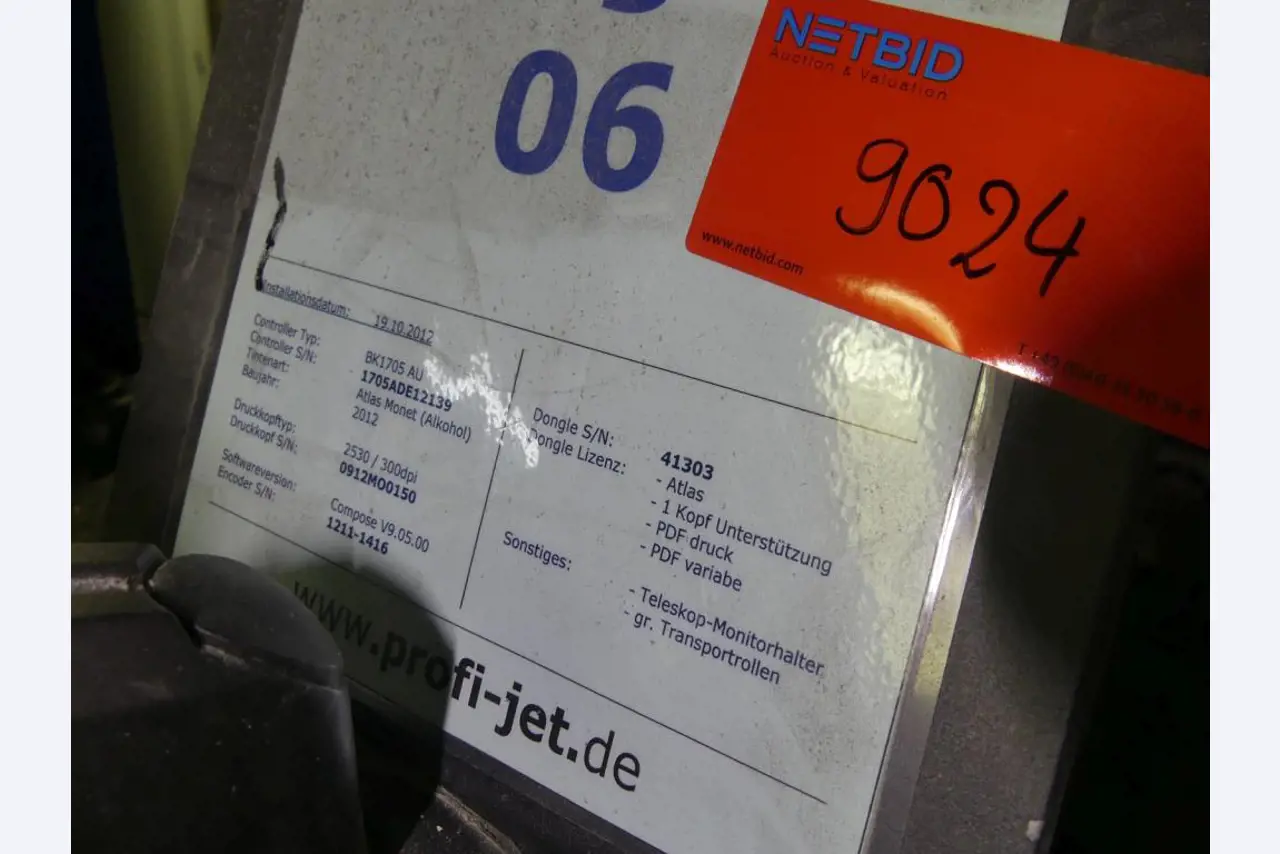 06
NETBID
Auction & Valuation
9024
www.netbid.com
Installationsdatum: 19.10.2012
Controller Typ: BK1705 AU
Controller S/N: 1705ADE12139
Tintenart: Atlas Monet (Alkohol)
Baujahr: 2012
Druckkopftyp: 2530 / 300dpi
Druckkopf S/N: 0912MO0150
Softwareversion: Compose V9.05.00
Encoder S/N: 1211-1416
Dongle S/N: 41303
Dongle Lizenz: - Atlas
- 1 Kopf Unterstützung
- PDF druck
- PDF variabe
Sonstiges: - Teleskop-Monitorhalter
- gr. Transportrollen
www.profi-jet.de